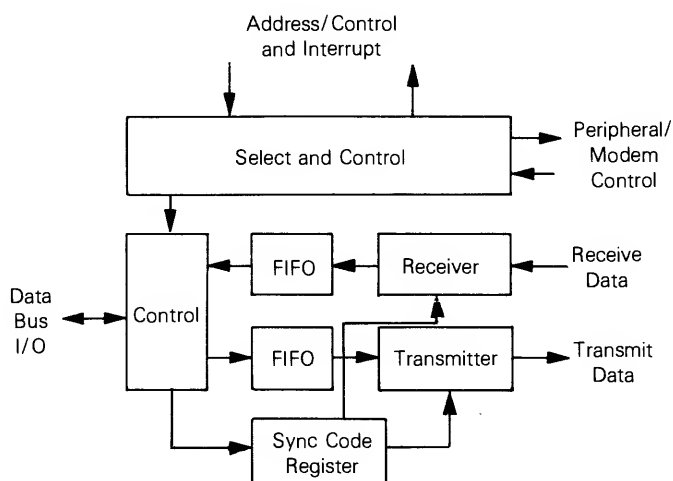 Address/Control
and Interrupt
Select and Control
Peripheral/
Modem
Control
FIFO
Receiver
Receive
Data
Data
Bus
I/O
Control
FIFO
Transmitter
Transmit
Data
Sync Code
Register